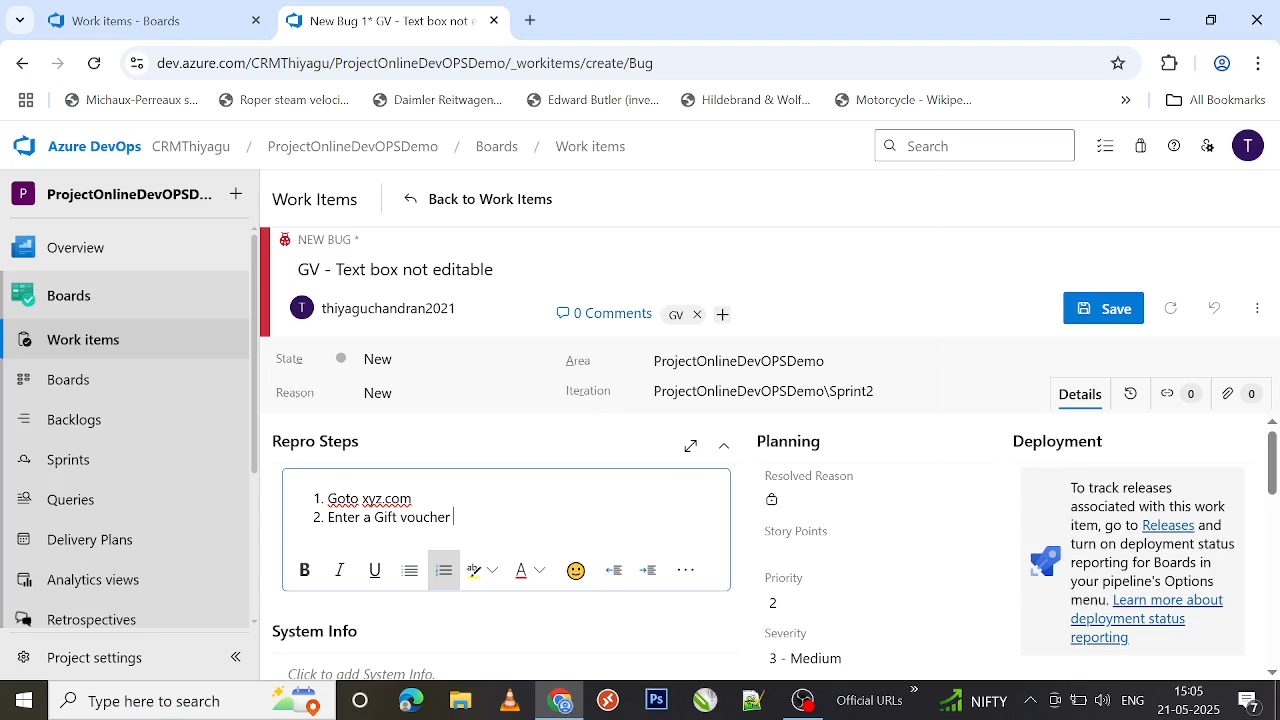 Work items - Boards
New Bug 1* GV - Text box not e
dev.azure.com/CRMThiyagu/ProjectOnlineDevOPSDemo/_workitems/create/Bug
Michaux-Perreaux s... Roper steam veloci... Daimler Reitwagen... Edward Butler (inve... Hildebrand & Wolf... Motorcycle - Wikipe... » All Bookmarks
Azure DevOps CRMThiyagu / ProjectOnlineDevOPSDemo / Boards / Work items Search T
P ProjectOnlineDevOPSD...
Overview
Boards
Work items
Boards
Backlogs
Sprints
Queries
Delivery Plans
Analytics views
Retrospectives
Project settings
Work Items Back to Work Items
NEW BUG *
GV - Text box not editable
T thiyaguchandran2021 0 Comments GV Save
State New
Reason New
Area ProjectOnlineDevOPSDemo
Iteration ProjectOnlineDevOPSDemo\Sprint2
Details 0 0
Repro Steps
1. Goto xyz.com
2. Enter a Gift voucher
B I U ab A
System Info
Click to add System Info.
Planning
Resolved Reason
Story Points
Priority
2
Severity
3 - Medium
Deployment
To track releases
associated with this work
item, go to Releases and
turn on deployment status
reporting for Boards in
your pipeline's Options
menu. Learn more about
deployment status
reporting
Type here to search Ps Official URLs » NIFTY ENG 15:05
21-05-2025 7